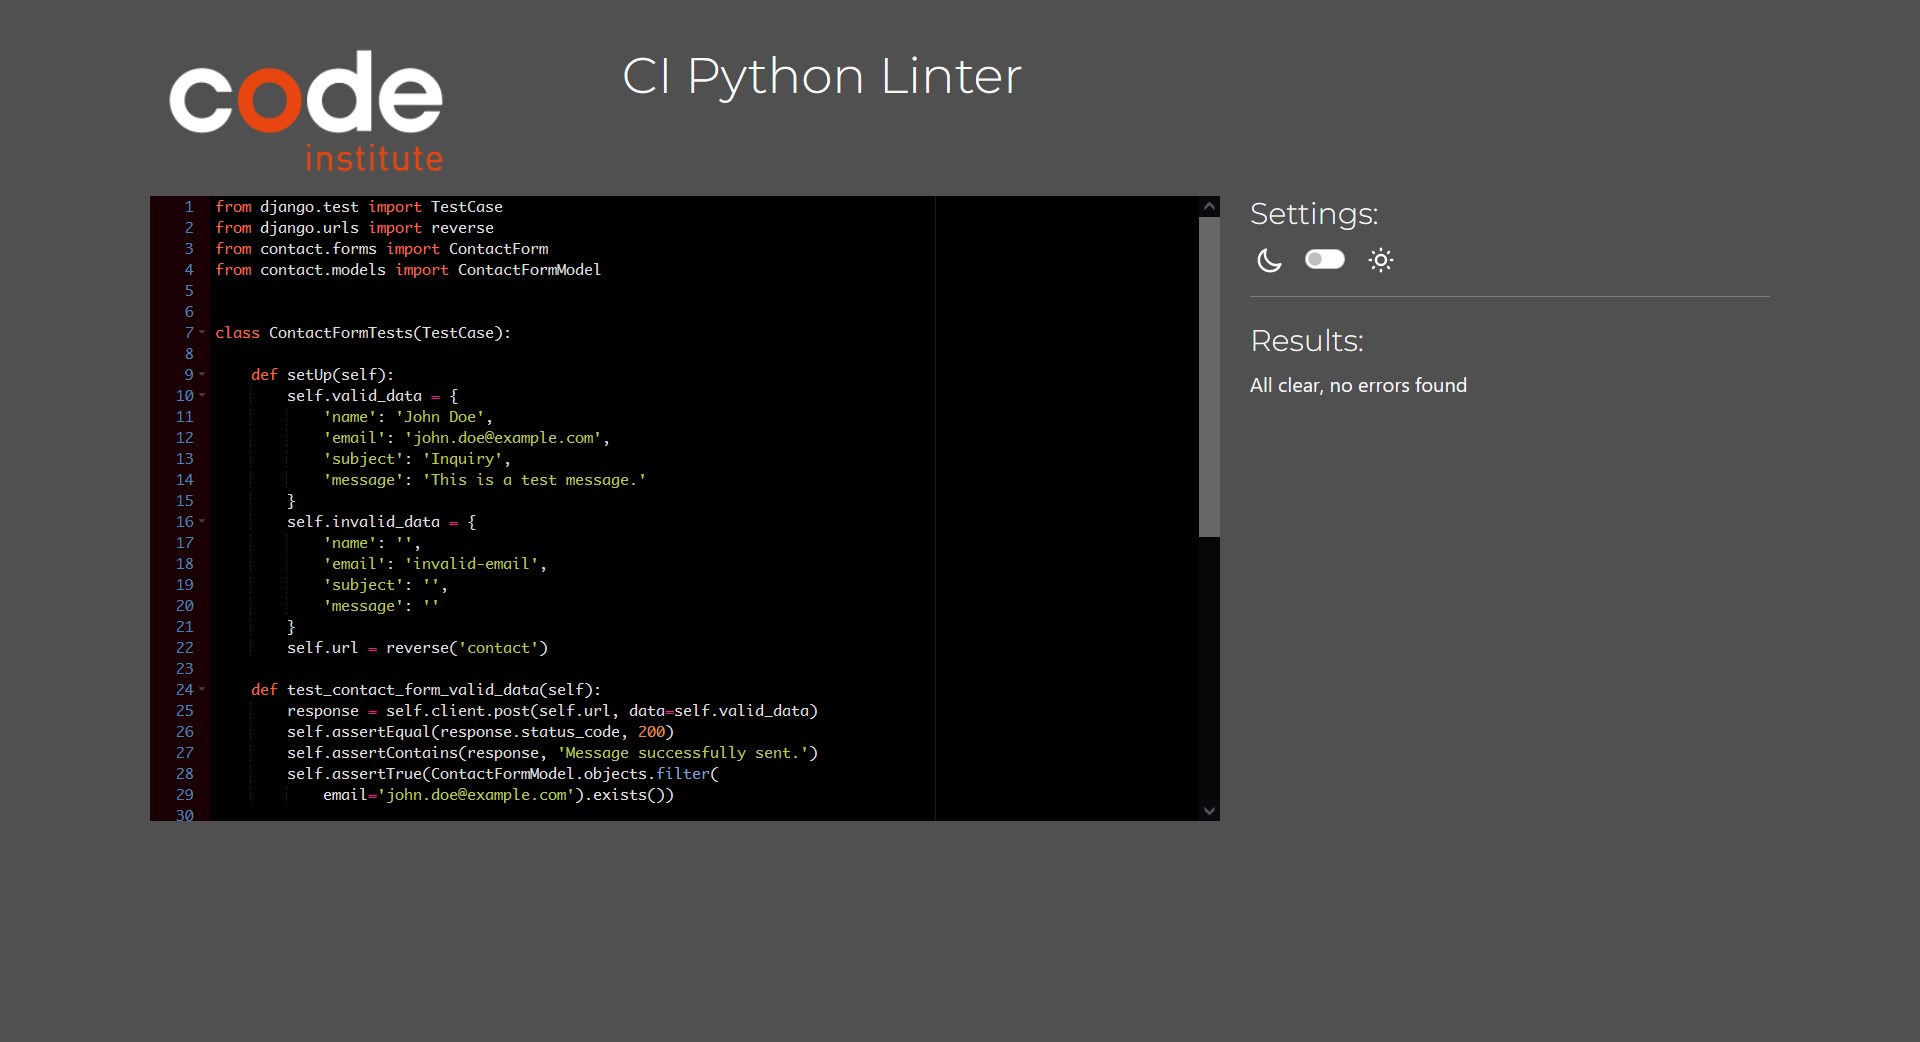 code
institute
CI Python Linter
1 from django.test import TestCase
2 from django.urls import reverse
3 from contact.forms import ContactForm
4 from contact.models import ContactFormModel
5
6
7 class ContactFormTests(TestCase):
8
9     def setUp(self):
10         self.valid_data = {
11             'name': 'John Doe',
12             'email': 'john.doe@example.com',
13             'subject': 'Inquiry',
14             'message': 'This is a test message.'
15         }
16         self.invalid_data = {
17             'name': '',
18             'email': 'invalid-email',
19             'subject': '',
20             'message': ''
21         }
22         self.url = reverse('contact')
23
24     def test_contact_form_valid_data(self):
25         response = self.client.post(self.url, data=self.valid_data)
26         self.assertEqual(response.status_code, 200)
27         self.assertContains(response, 'Message successfully sent.')
28         self.assertTrue(ContactFormModel.objects.filter(
29             email='john.doe@example.com').exists())
30
Settings:
Results:
All clear, no errors found